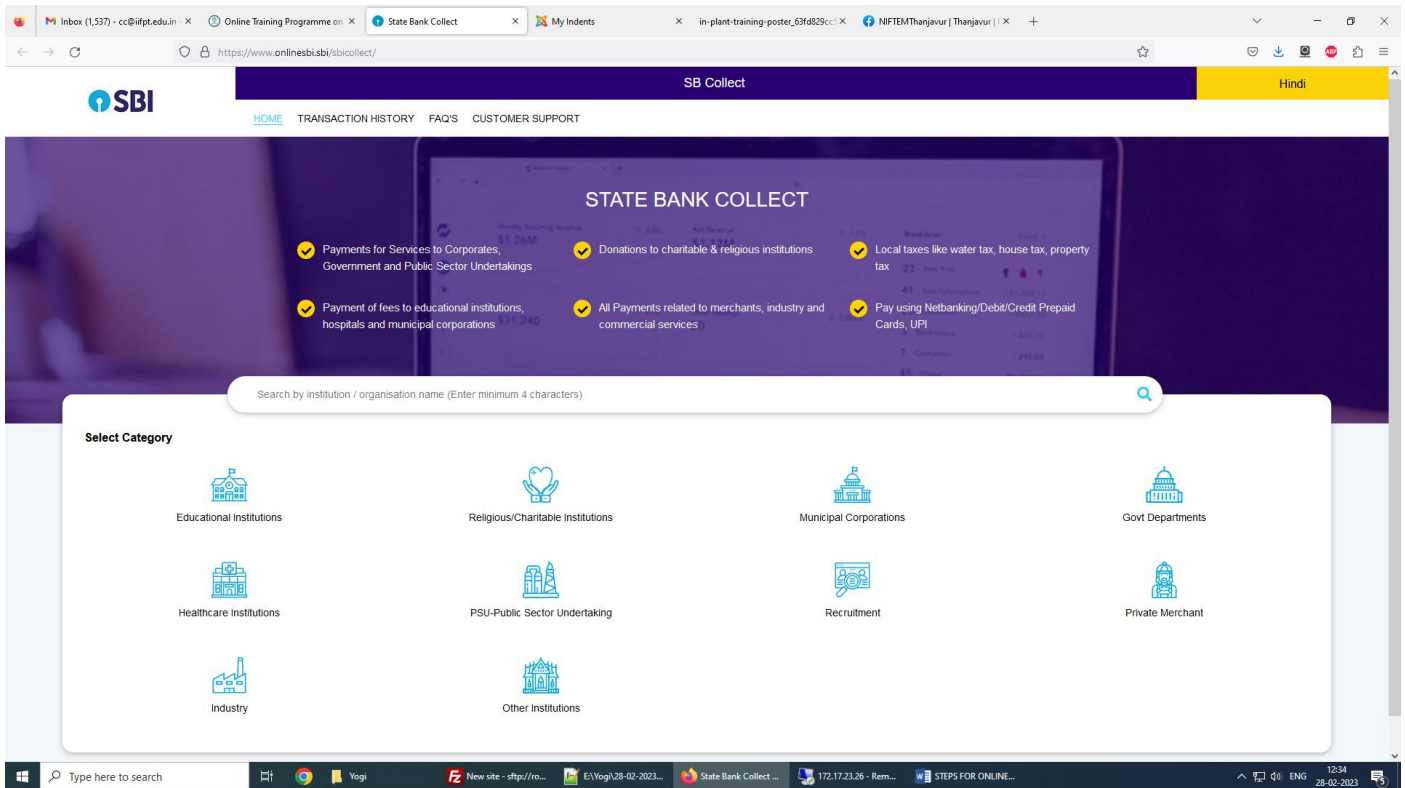 Inbox (1,537) - cc@iifpt.edu.in -
Online Training Programme on
State Bank Collect
My Indents
in-plant-training-poster_63fd829cc
NIFTEMThanjavur | Thanjavur |
https://www.onlinesbi.sbi/sbicollect/
ABP
SBI
SB Collect
Hindi
HOME TRANSACTION HISTORY FAQ'S CUSTOMER SUPPORT
STATE BANK COLLECT
Payments for Services to Corporates,
Government and Public Sector Undertakings
Donations to charitable & religious institutions
Local taxes like water tax, house tax, property
tax
Payment of fees to educational institutions,
hospitals and municipal corporations
All Payments related to merchants, industry and
commercial services
Pay using Netbanking/Debit/Credit Prepaid
Cards, UPI
$1.26M
$31,240
Search by institution / organisation name (Enter minimum 4 characters)
Select Category
Educational Institutions
Religious/Charitable Institutions
Municipal Corporations
Govt Departments
Healthcare Institutions
PSU-Public Sector Undertaking
Recruitment
Private Merchant
Industry
Other Institutions
Type here to search
Yogi
New site - sftp://ro...
E:\Yogi\28-02-2023...
State Bank Collect ...
172.17.23.26 - Rem...
STEPS FOR ONLINE...
ENG
12:34
28-02-2023
5